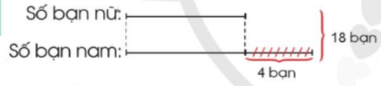 Số bạn nữ:
18 bạn
Số bạn nam:
4 bạn